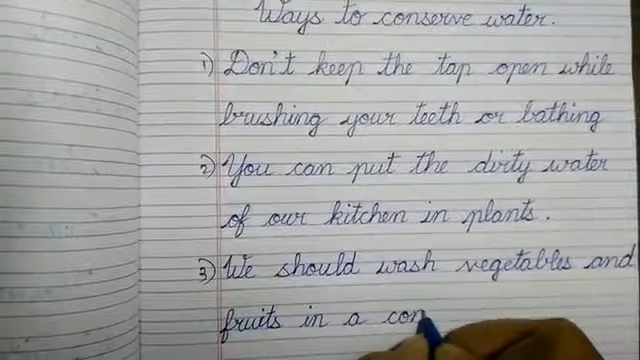 Ways to conserve water.
1) Don't keep the tap open while
brushing your teeth or bathing
2) You can put the dirty water
of our kitchen in plants.
3) We should wash vegetables and
fruits in a con